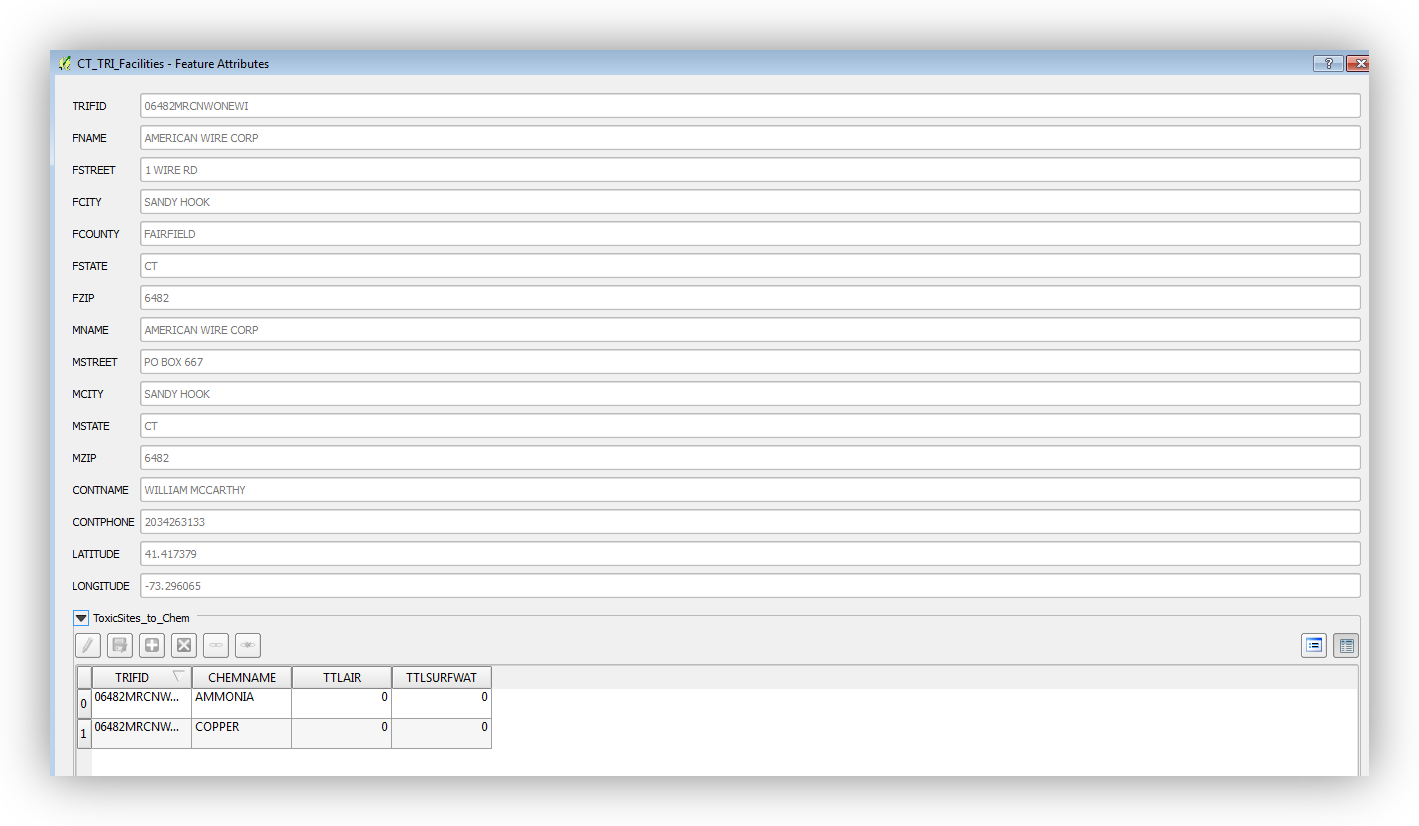 CT_TRI_Facilities - Feature Attributes ?
TRIFID 06482MRCNWONEWI
FNAME AMERICAN WIRE CORP
FSTREET 1 WIRE RD
FCITY SANDY HOOK
FCOUNTY FAIRFIELD
FSTATE CT
FZIP 6482
MNAME AMERICAN WIRE CORP
MSTREET PO BOX 667
MCITY SANDY HOOK
MSTATE CT
MZIP 6482
CONTNAME WILLIAM MCCARTHY
CONTPHONE 2034263133
LATITUDE 41.417379
LONGITUDE -73.296065
ToxicSites_to_Chem
TRIFID CHEMNAME TTLAIR TTLSURFWAT
0 06482MRCNW... AMMONIA 0 0
1 06482MRCNW... COPPER 0 0